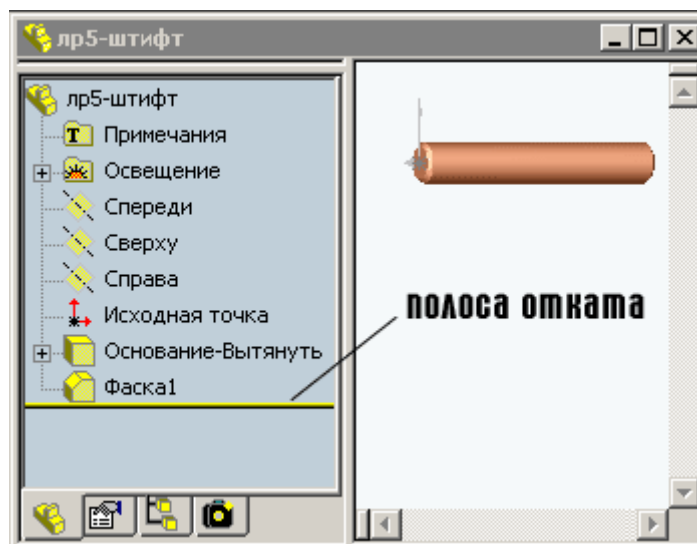 лр5-штифт
лр5-штифт
Примечания
Освещение
Спереди
Сверху
Справа
Исходная точка
Основание-Вытянуть
Фаска1
полоса отката